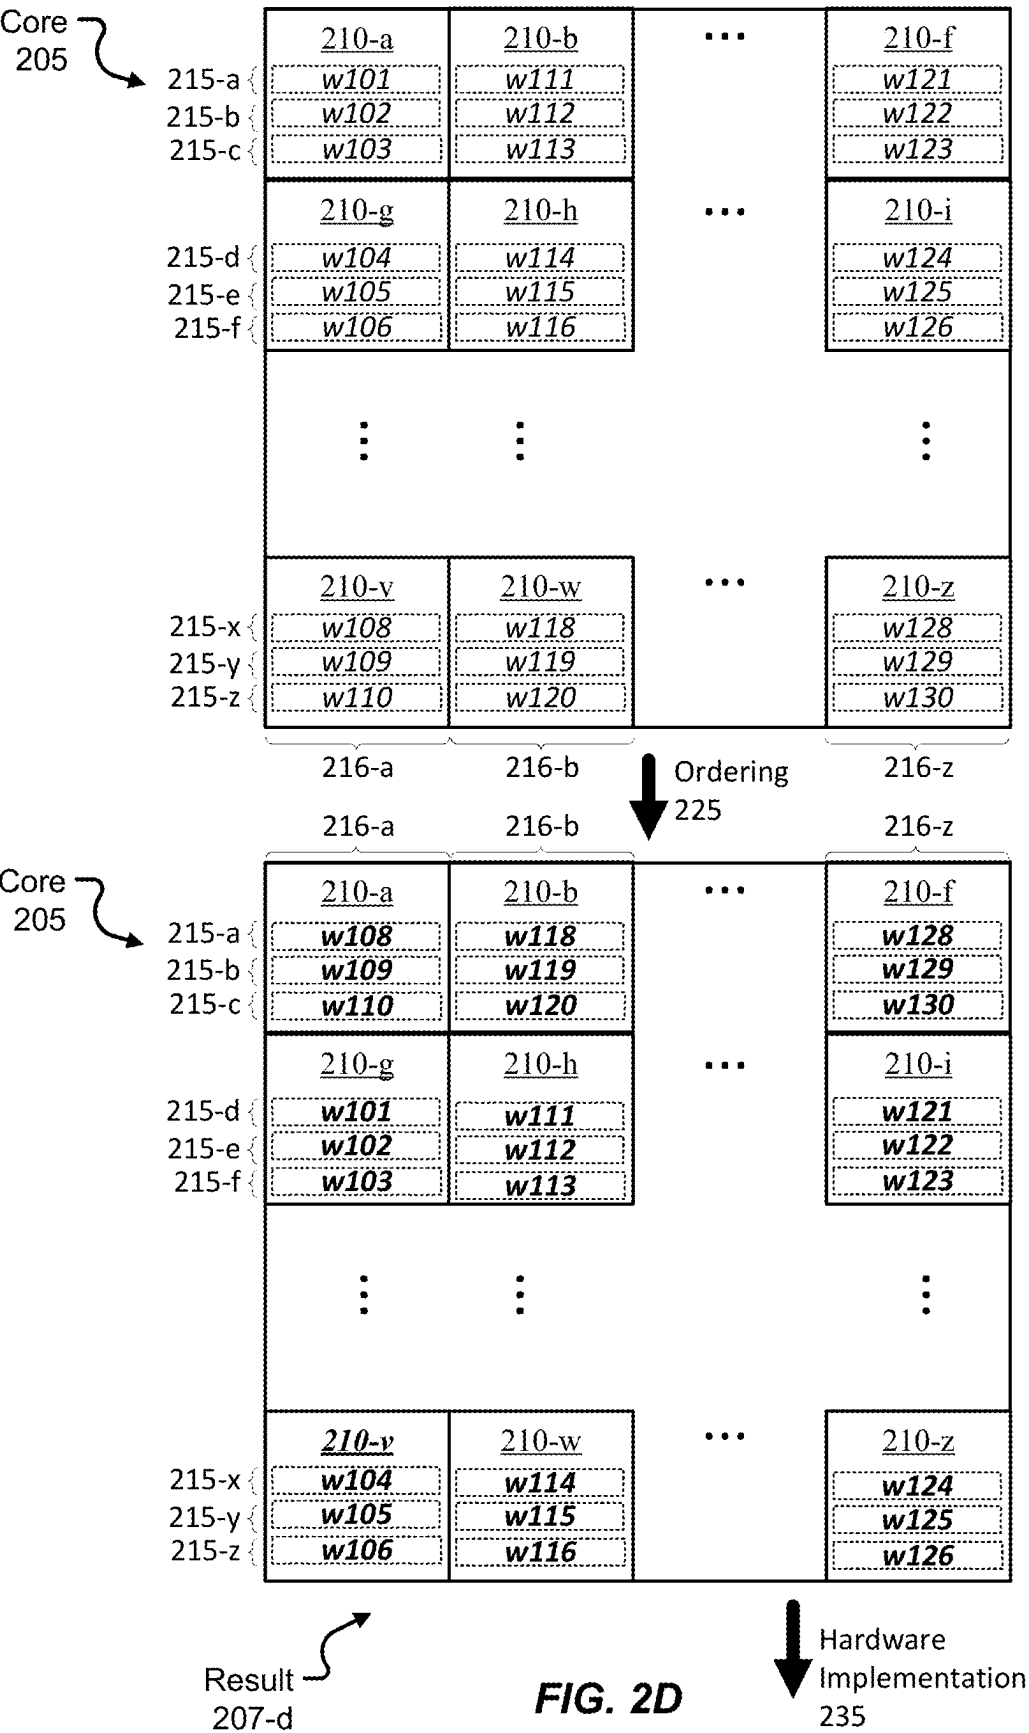 Core
205
210-a 210-b ... 210-f
215-a w101 w111 w121
215-b w102 w112 w122
215-c w103 w113 w123
210-g 210-h ... 210-i
215-d w104 w114 w124
215-e w105 w115 w125
215-f w106 w116 w126
210-v 210-w ... 210-z
215-x w108 w118 w128
215-y w109 w119 w129
215-z w110 w120 w130
216-a 216-b 216-z
Ordering
225
216-a 216-b 216-z
Core
205
210-a 210-b ... 210-f
215-a w108 w118 w128
215-b w109 w119 w129
215-c w110 w120 w130
210-g 210-h ... 210-i
215-d w101 w111 w121
215-e w102 w112 w122
215-f w103 w113 w123
210-v 210-w ... 210-z
215-x w104 w114 w124
215-y w105 w115 w125
215-z w106 w116 w126
Result
207-d
FIG. 2D
Hardware
Implementation
235